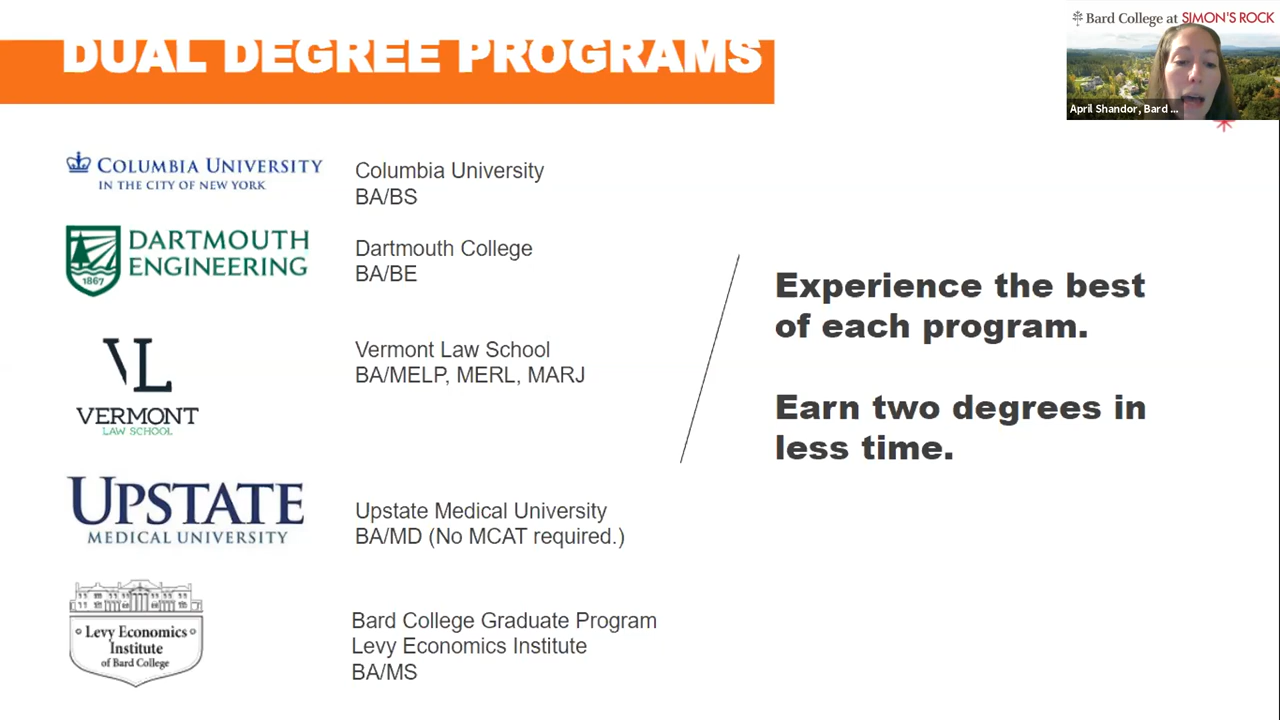 DUAL DEGREE PROGRAMS
Bard College at SIMON'S ROCK
April Shandor, Bard ...
COLUMBIA UNIVERSITY
IN THE CITY OF NEW YORK
Columbia University
BA/BS
DARTMOUTH
ENGINEERING
1867
Dartmouth College
BA/BE
VL
VERMONT
LAW SCHOOL
Vermont Law School
BA/MELP, MERL, MARJ
UPSTATE
MEDICAL UNIVERSITY
Upstate Medical University
BA/MD (No MCAT required.)
Levy Economics
Institute
of Bard College
Bard College Graduate Program
Levy Economics Institute
BA/MS
Experience the best
of each program.
Earn two degrees in
less time.